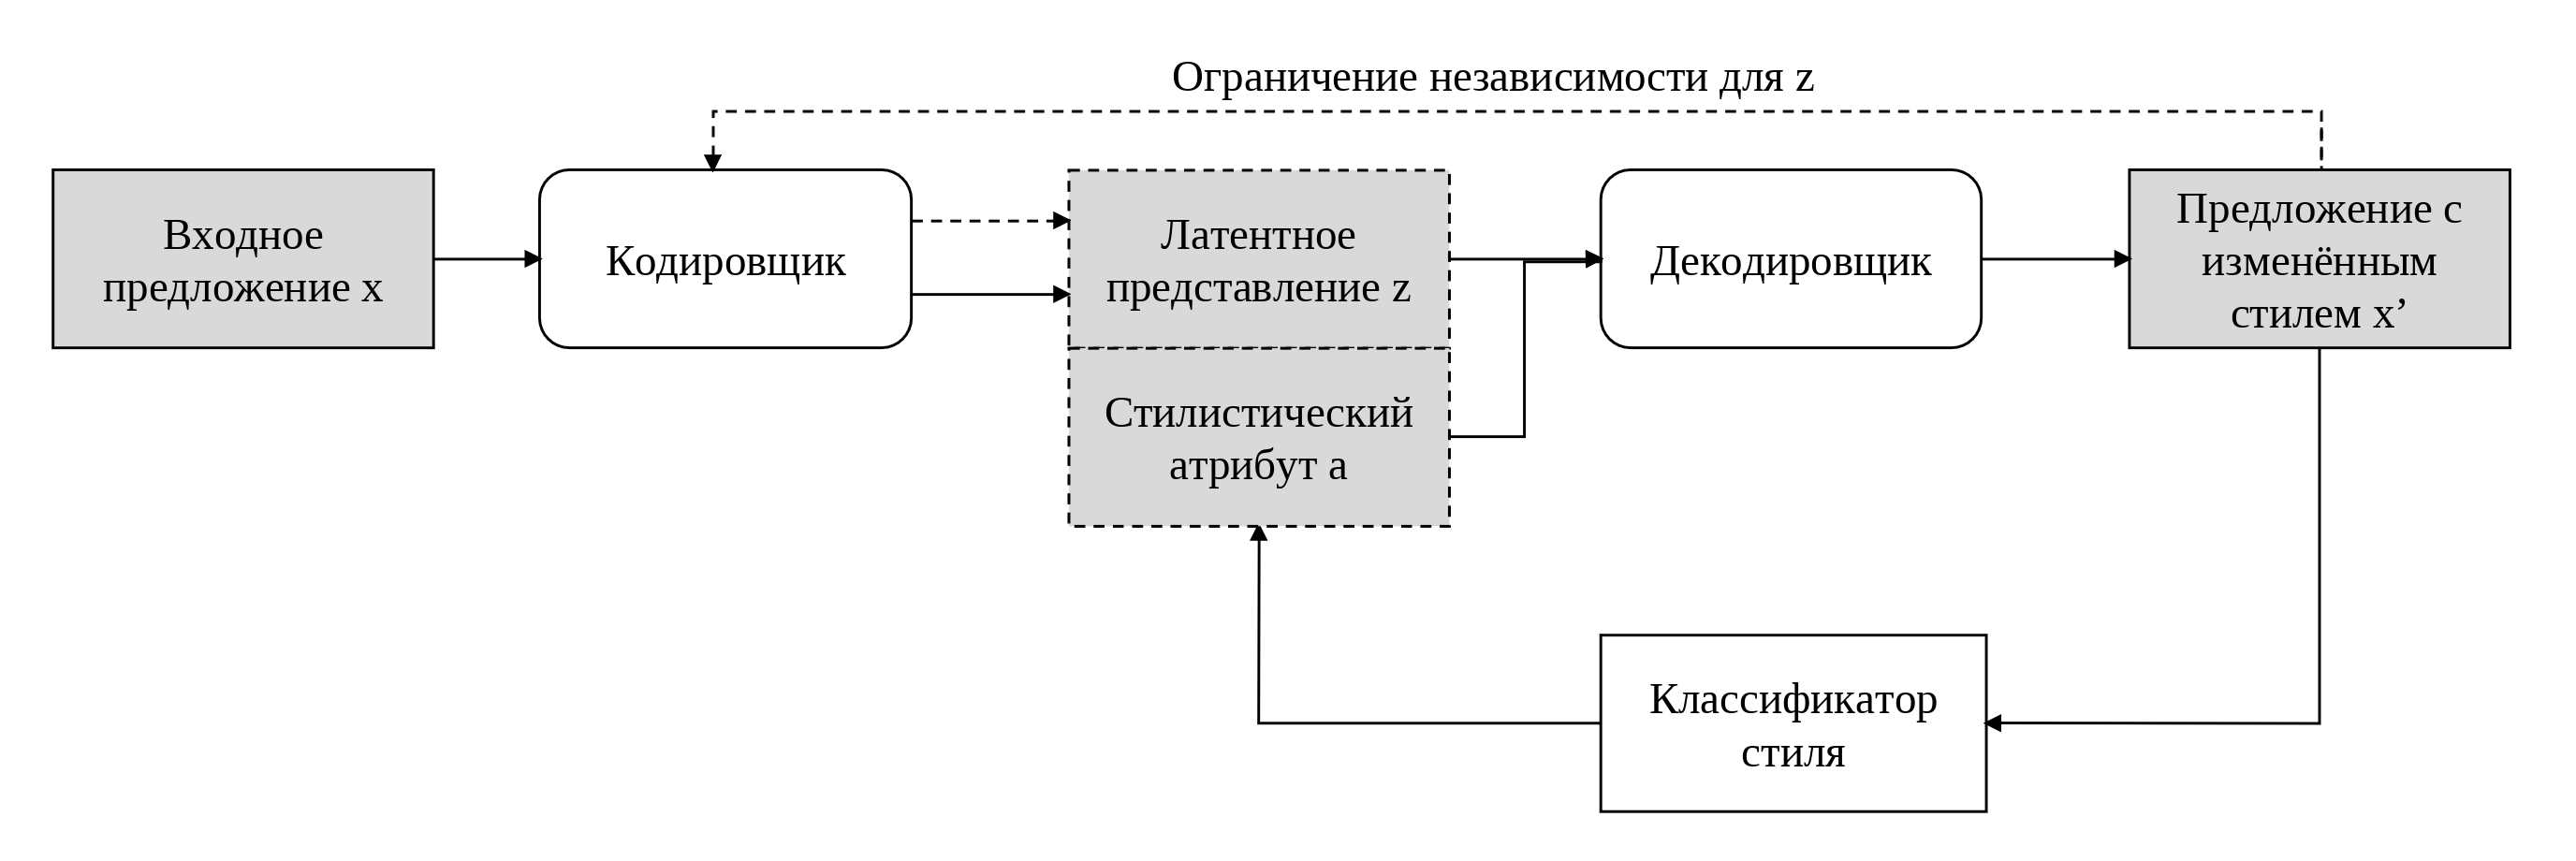 Ограничение независимости для z
Входное
предложение x
Кодировщик
Латентное
представление z
Стилистический
атрибут a
Декодировщик
Предложение с
изменённым
стилем x’
Классификатор
стиля